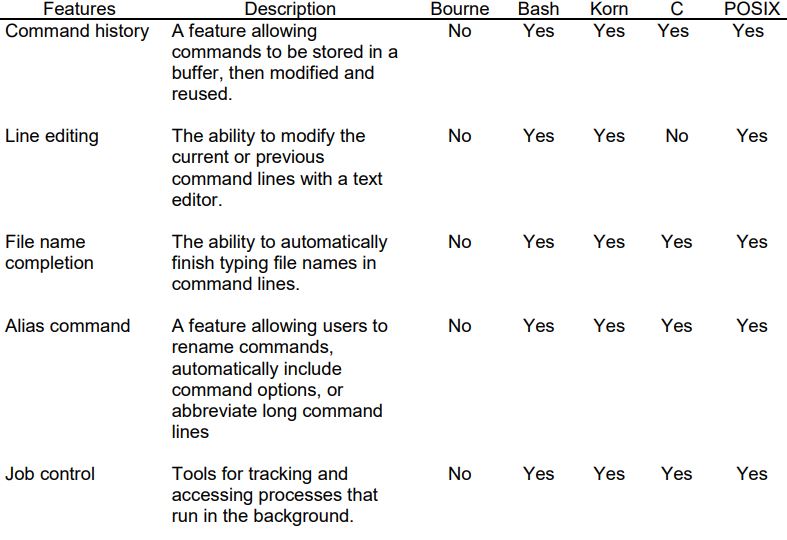 Features Description Bourne Bash Korn C POSIX
Command history A feature allowing No Yes Yes Yes Yes
commands to be stored in a
buffer, then modified and
reused.
Line editing The ability to modify the No Yes Yes No Yes
current or previous
command lines with a text
editor.
File name The ability to automatically No Yes Yes Yes Yes
completion finish typing file names in
command lines.
Alias command A feature allowing users to No Yes Yes Yes Yes
rename commands,
automatically include
command options, or
abbreviate long command
lines
Job control Tools for tracking and No Yes Yes Yes Yes
accessing processes that
run in the background.